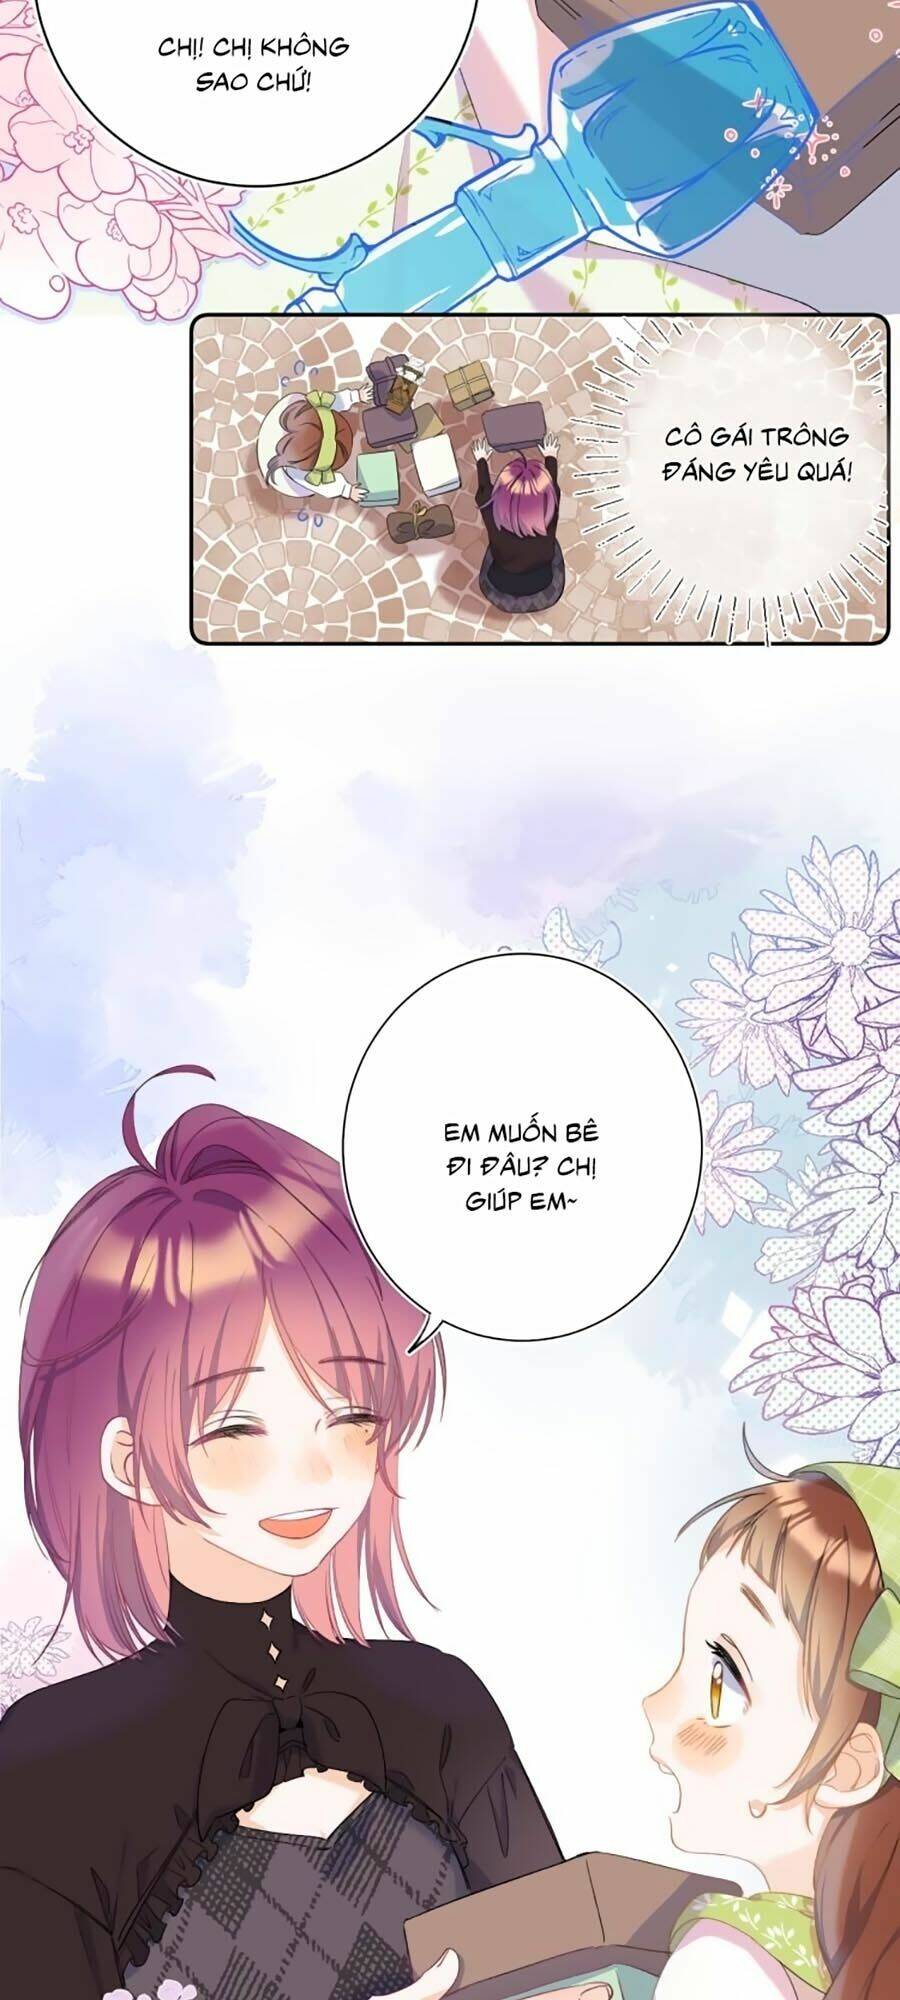 CHỊ! CHỊ KHÔNG
SAO CHỨ!
CÔ GÁI TRÔNG
ĐÁNG YÊU QUÁ!
EM MUỐN BÊ
ĐI ĐÂU? CHỊ
GIÚP EM~